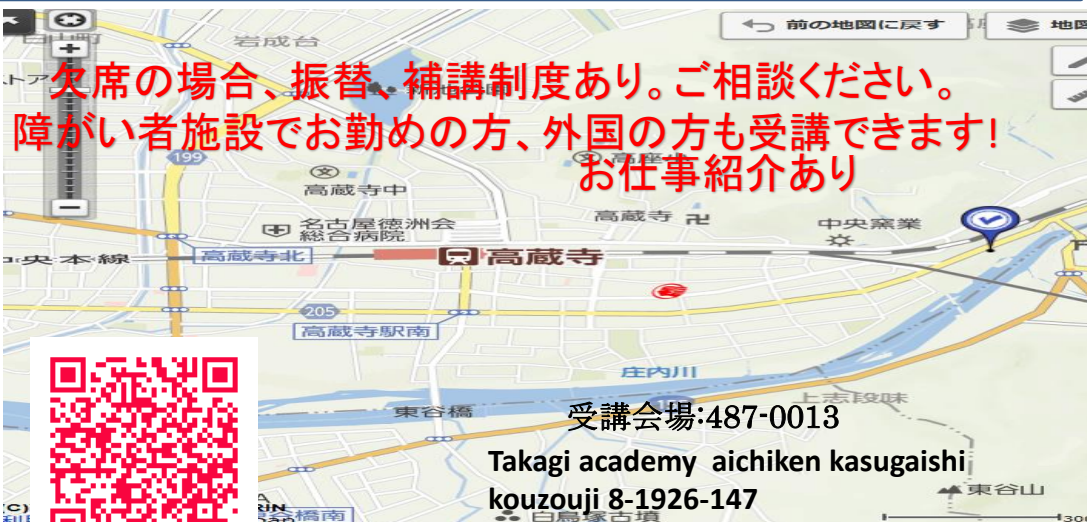 前の地図に戻す
地図
岩成台
欠席の場合、振替、補講制度あり。ご相談ください。
障がい者施設でお勤めの方、外国の方も受講できます!
お仕事紹介あり
199
高蔵寺中
名古屋徳洲会
総合病院
高蔵寺
中央窯業
中央本線
高蔵寺北
高蔵寺
205
高蔵寺駅南
庄内川
上志段味
東谷橋
受講会場:487-0013
Takagi academy aichiken kasugaishi
kouzouji 8-1926-147
東谷山
白鳥塚古墳